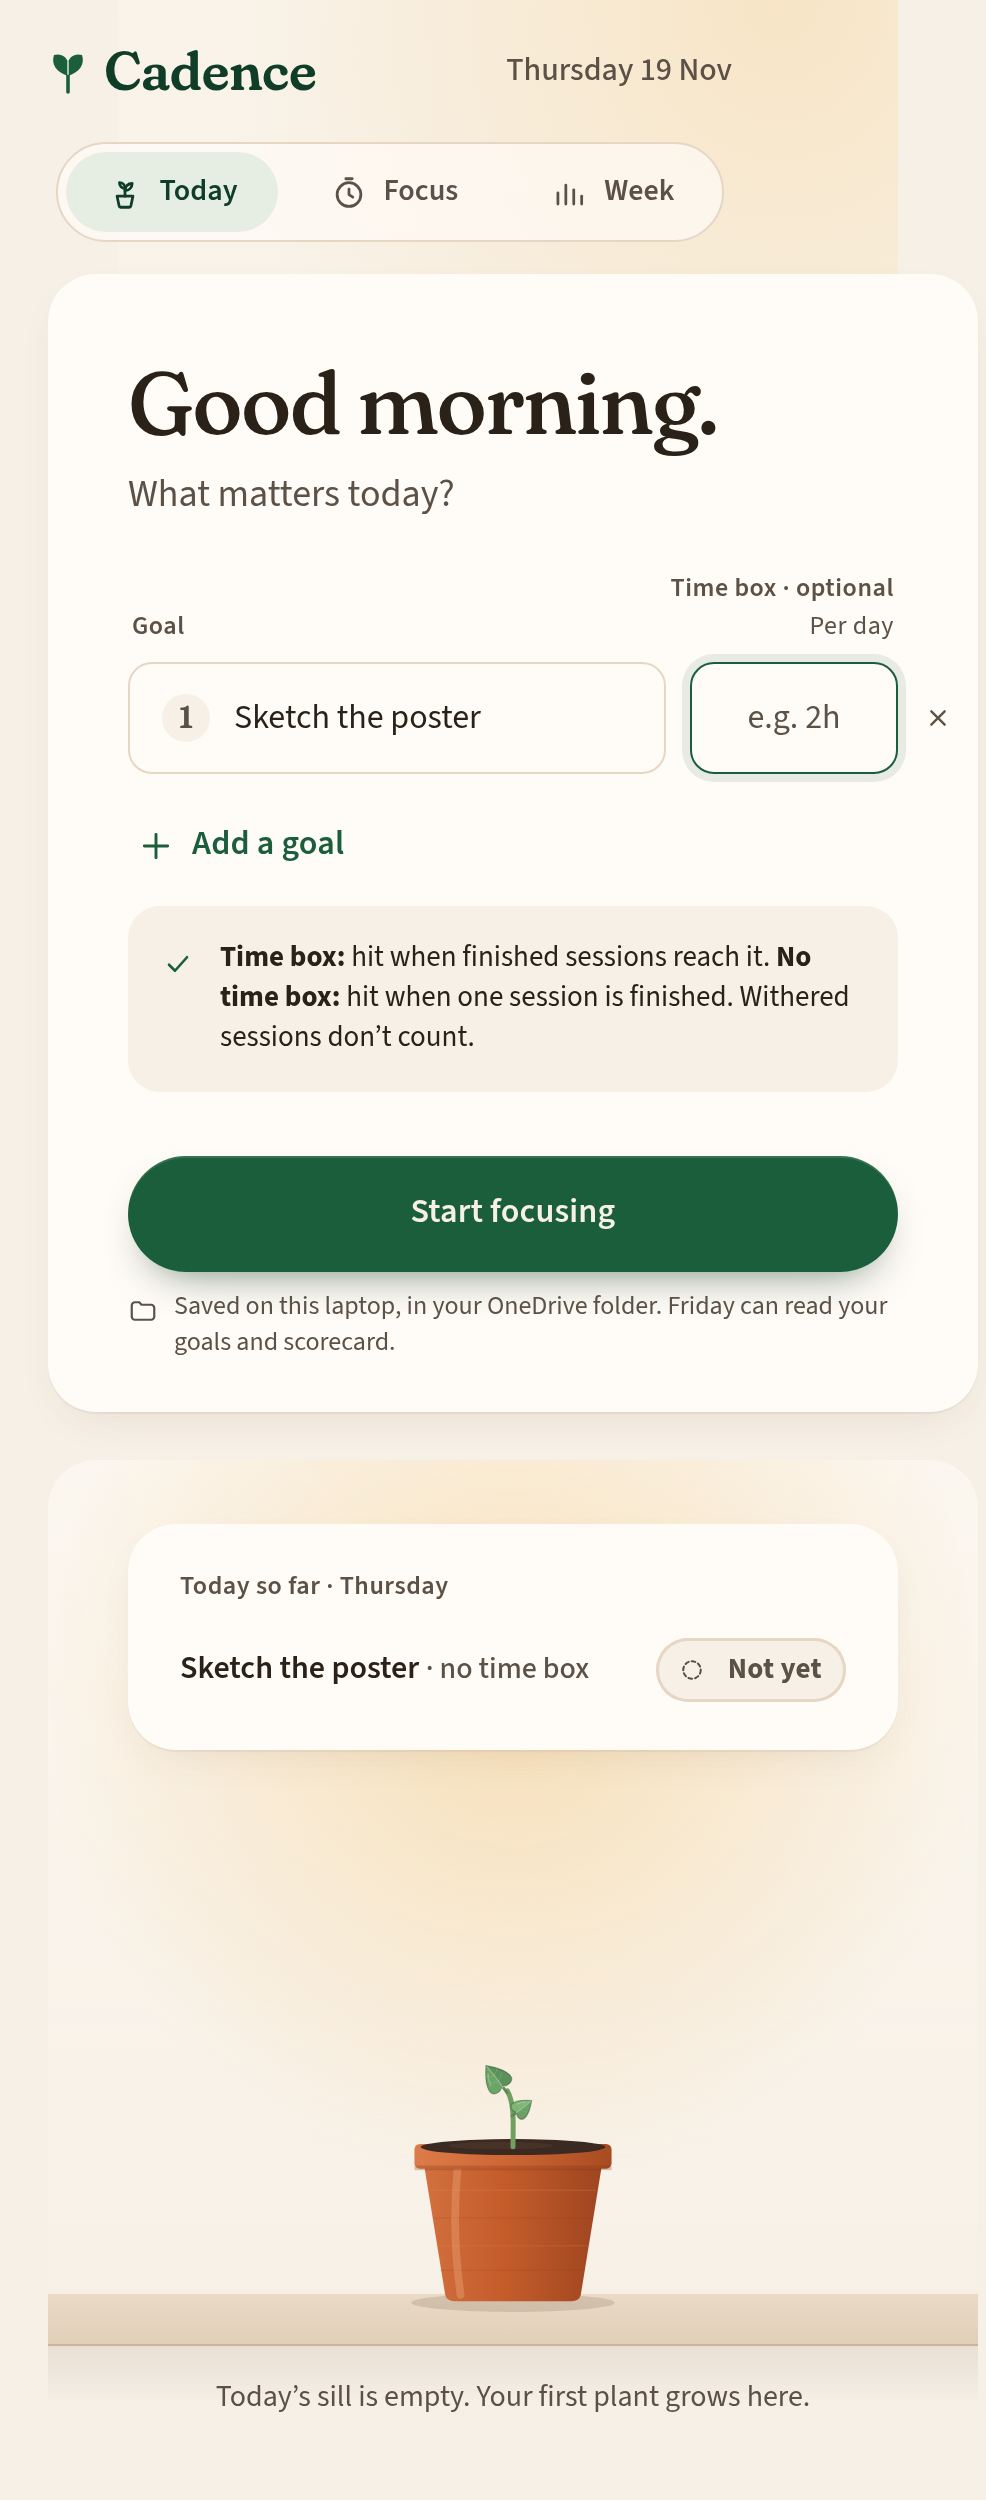 Cadence
Thursday 19 Nov
Today
Focus
Week
Good morning.
What matters today?
Time box · optional
Goal
Per day
1
Sketch the poster
e.g. 2h
Add a goal
Time box: hit when finished sessions reach it. No
time box: hit when one session is finished. Withered
sessions don’t count.
Start focusing
Saved on this laptop, in your OneDrive folder. Friday can read your
goals and scorecard.
Today so far · Thursday
Sketch the poster · no time box
Not yet
Today’s sill is empty. Your first plant grows here.